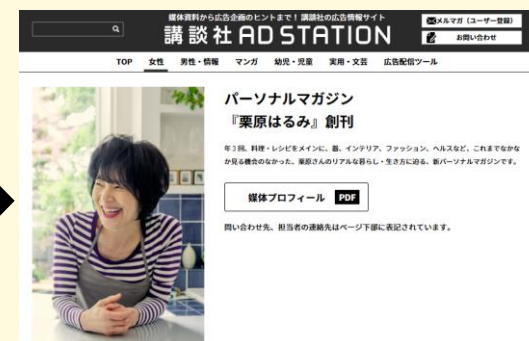 媒体資料から広告企画のヒントまで！講談社の広告情報サイト
講談社 AD STATION
メルマガ（ユーザー登録）
お問い合わせ
TOP 女性 男性・情報 マンガ 幼児・児童 実用・文芸 広告配信ツール
パーソナルマガジン
『栗原はるみ』創刊
年3回、料理・レシピをメインに、器、インテリア、ファッション、ヘルスなど、これまでなかな
か見る機会のなかった、栗原さんのリアルな暮らし・生き方に迫る、新パーソナルマガジンです。
媒体プロフィール PDF
問い合わせ先、担当者の連絡先はページ下部に表記されています。